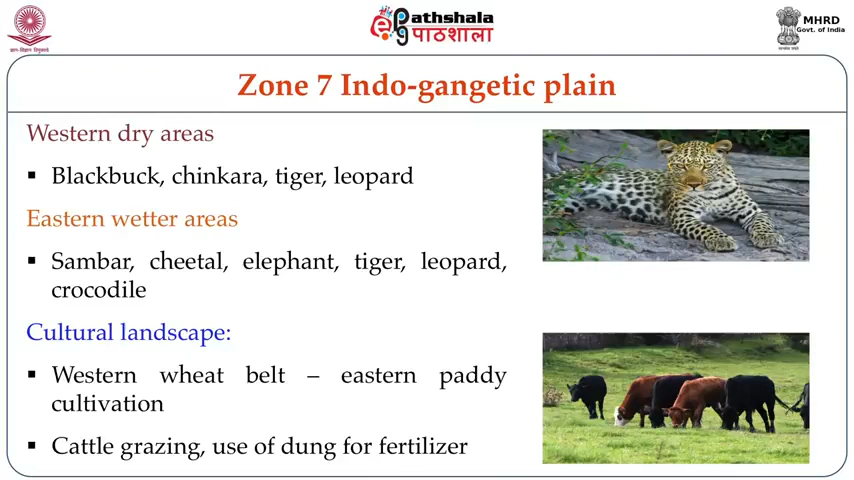 ePathshala
पाठशाला
MHRD
Govt. of India
Zone 7 Indo-gangetic plain
Western dry areas
▪ Blackbuck, chinkara, tiger, leopard
Eastern wetter areas
▪ Sambar, cheetal, elephant, tiger, leopard,
crocodile
Cultural landscape:
▪ Western wheat belt – eastern paddy
cultivation
▪ Cattle grazing, use of dung for fertilizer